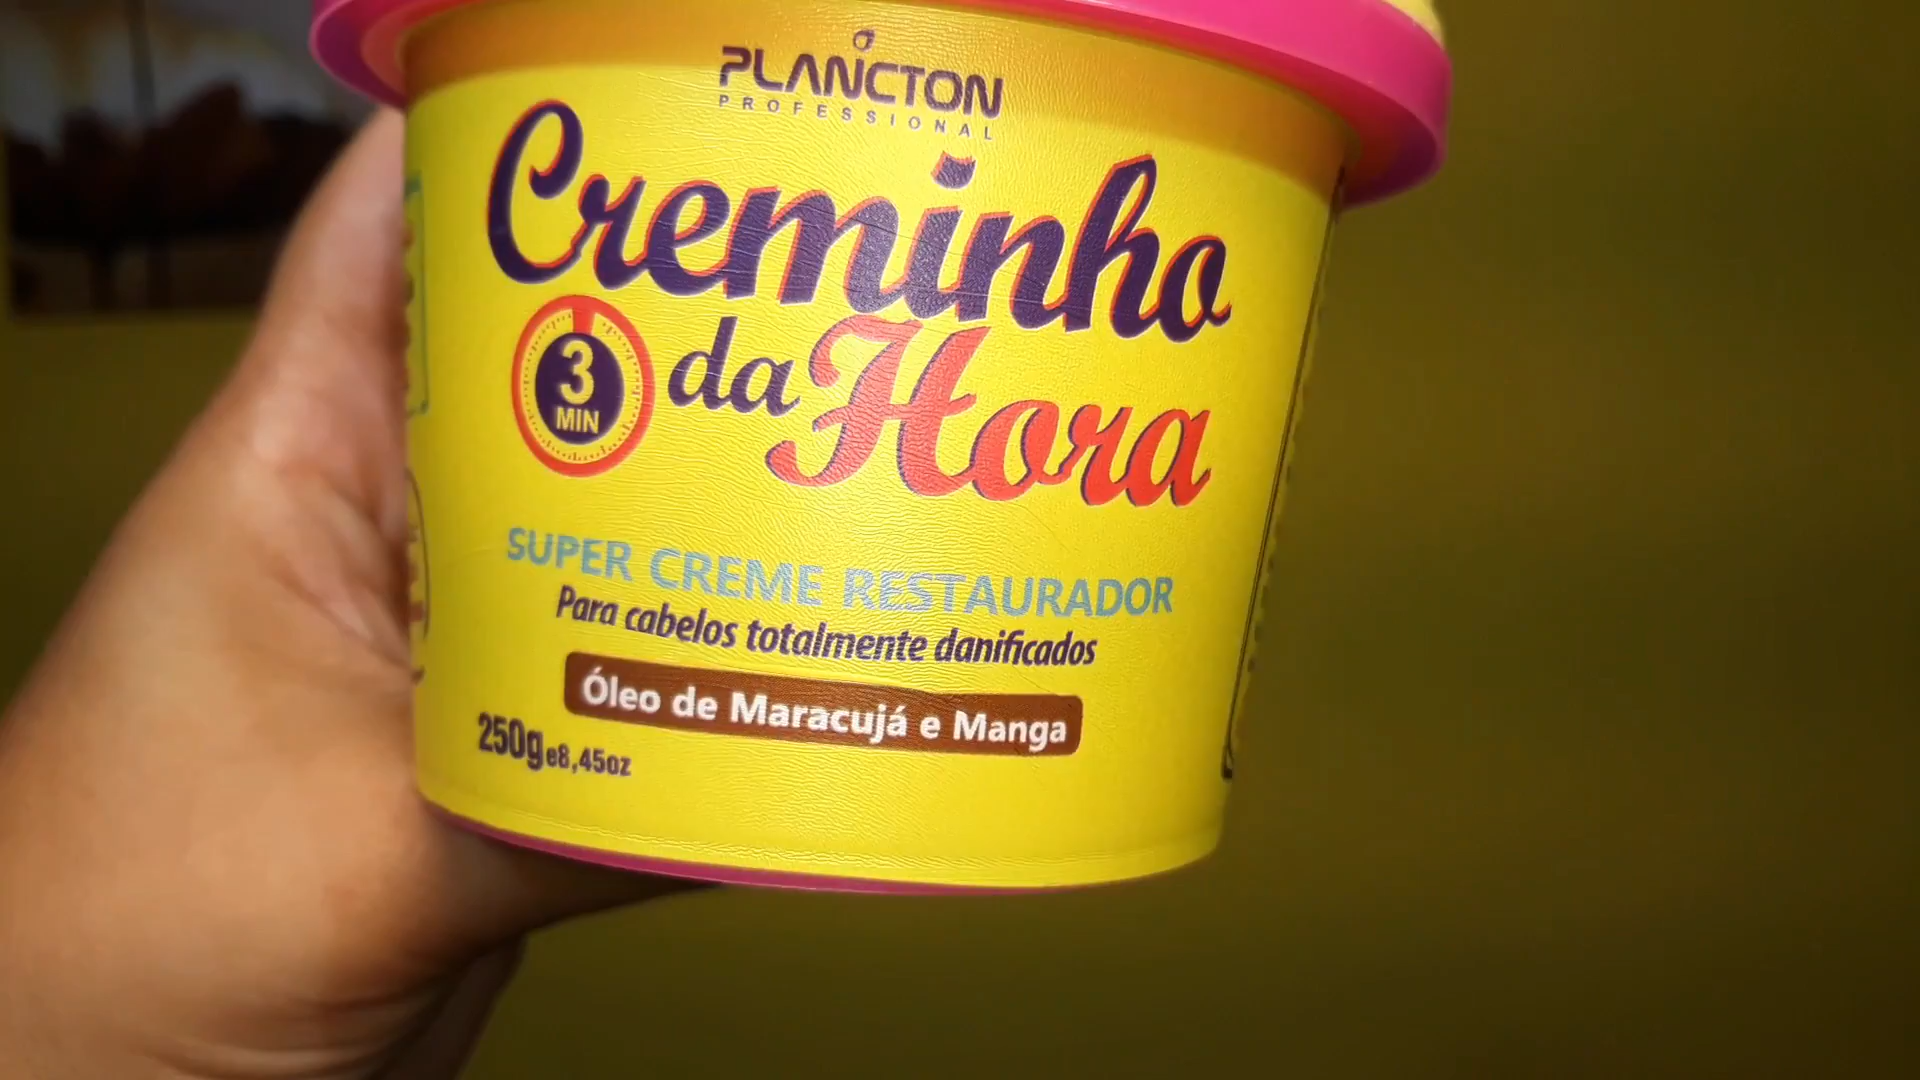 PLANCTON
PROFESSIONAL
Creminho
3 MIN
da Hora
SUPER CREME RESTAURADOR
Para cabelos totalmente danificados
Óleo de Maracujá e Manga
250g e8,45oz